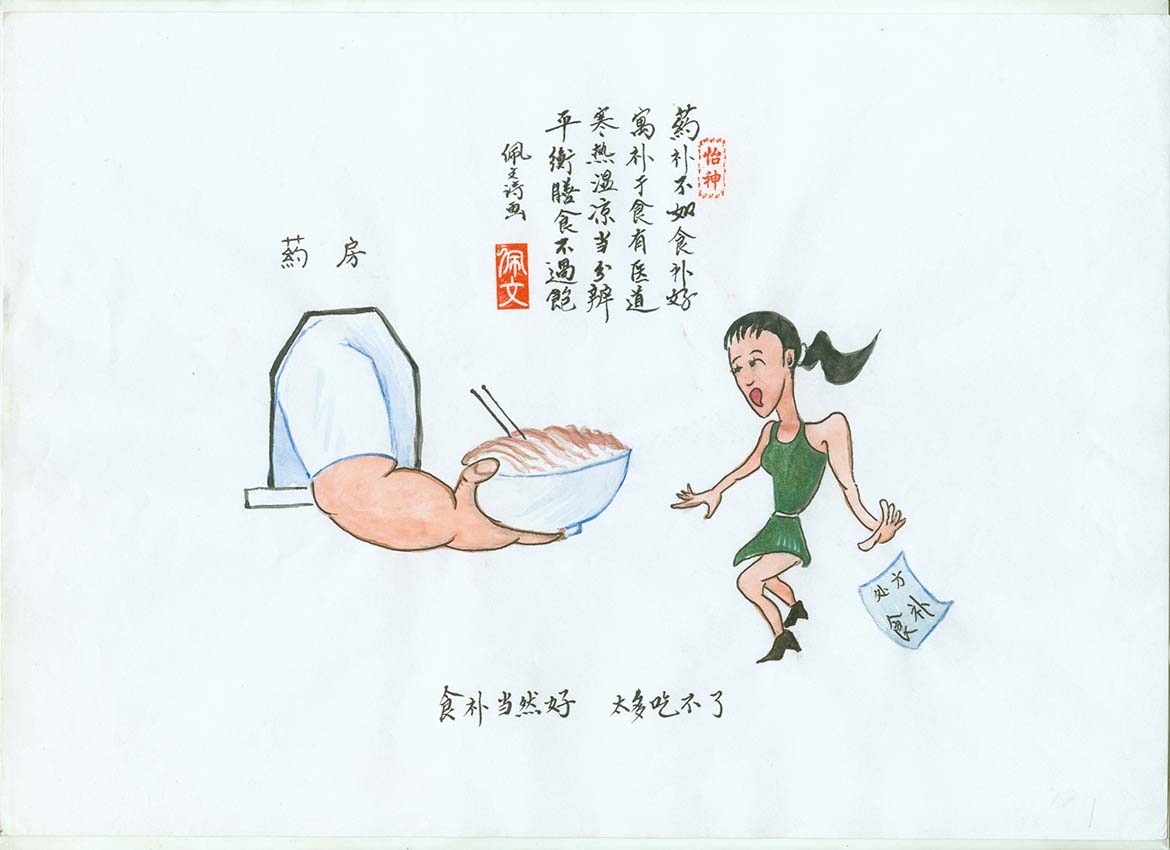 怡神
药补不如食补好
寓补于食有医道
寒热温凉当分辨
平衡膳食不过飽
佩文诗画
佩文
药 房
处方
食补
食补当然好 太多吃不了